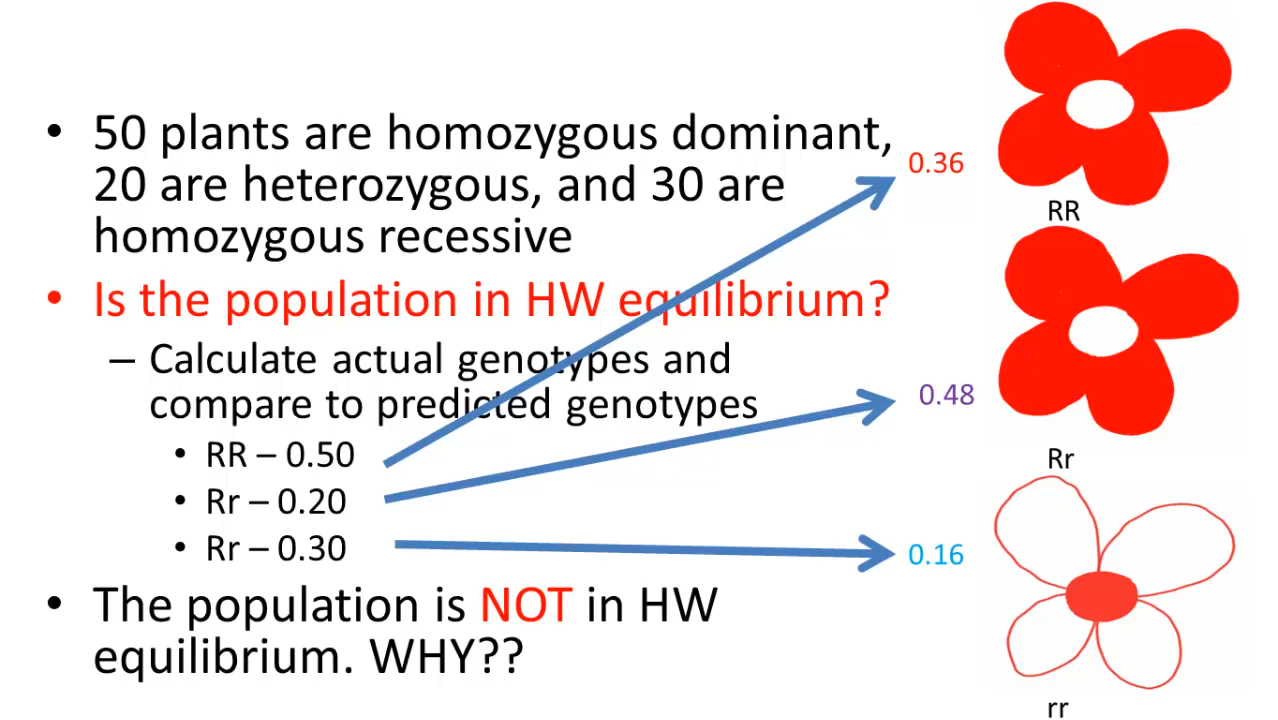 • 50 plants are homozygous dominant,
20 are heterozygous, and 30 are
homozygous recessive
• Is the population in HW equilibrium?
– Calculate actual genotypes and
compare to predicted genotypes
• RR – 0.50
• Rr – 0.20
• Rr – 0.30
• The population is NOT in HW
equilibrium. WHY??
0.36
RR
0.48
Rr
0.16
rr